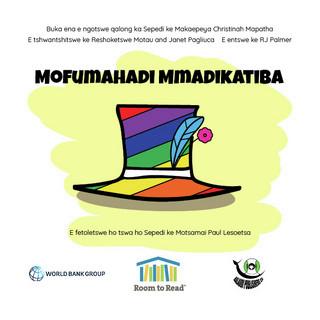 Buka ena e ngotswe qalong ka Sepedi ke Makaepeya Christinah Mapatha
E tshwantshitswe ke Reshoketswe Motau and Janet Pagliuca E entswe ke RJ Palmer
Mofumahadi Mmadikatiba
E fetoletswe ho tswa ho Sepedi ke Motsamai Paul Lesoetsa
WORLD BANK GROUP
Room to Read